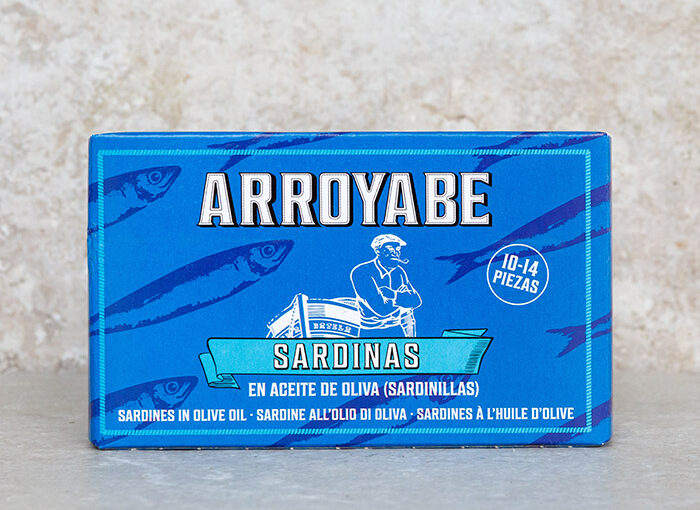 ARROYABE
10-14
PIEZAS
SARDINAS
EN ACEITE DE OLIVA (SARDINILLAS)
SARDINES IN OLIVE OIL · SARDINE ALL'OLIO DI OLIVA · SARDINES À L'HUILE D'OLIVE